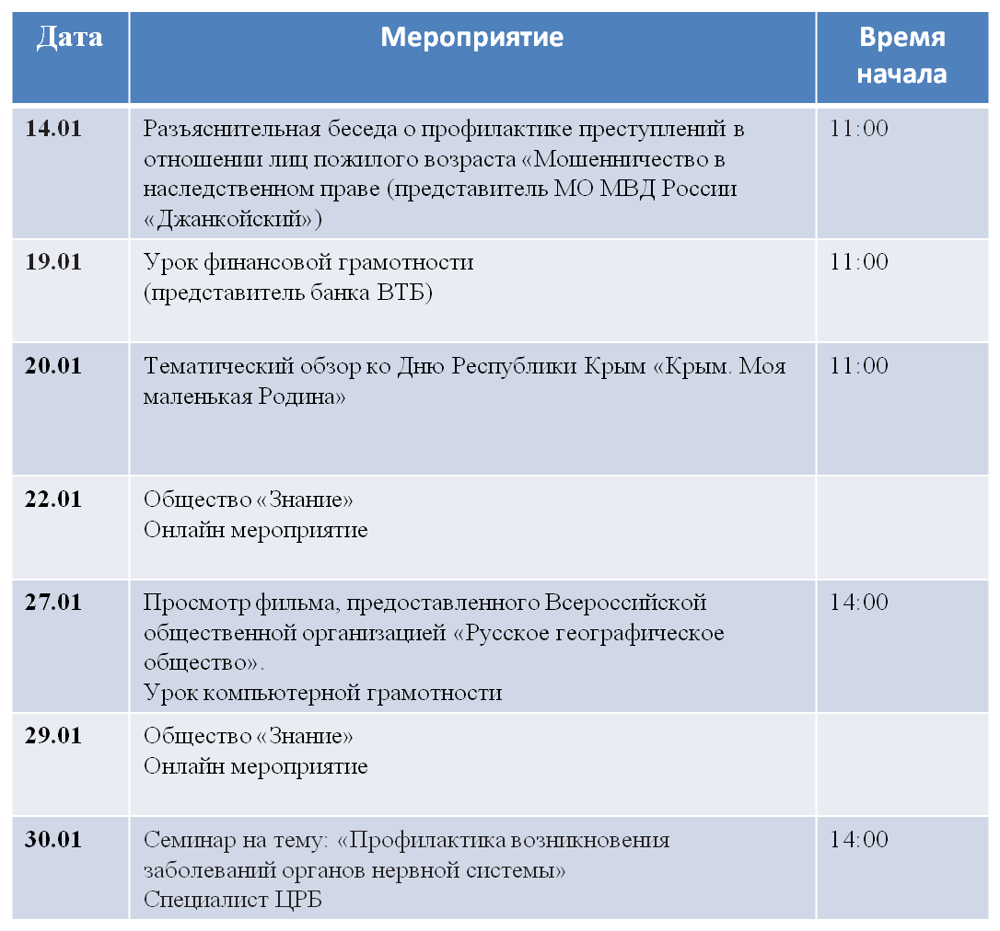 Дата
Мероприятие
Время
начала
14.01
Разъяснительная беседа о профилактике преступлений в
отношении лиц пожилого возраста «Мошенничество в
наследственном праве (представитель МО МВД России
«Джанкойский»)
11:00
19.01
Урок финансовой грамотности
(представитель банка ВТБ)
11:00
20.01
Тематический обзор ко Дню Республики Крым «Крым. Моя
маленькая Родина»
11:00
22.01
Общество «Знание»
Онлайн мероприятие
27.01
Просмотр фильма, предоставленного Всероссийской
общественной организацией «Русское географическое
общество».
Урок компьютерной грамотности
14:00
29.01
Общество «Знание»
Онлайн мероприятие
30.01
Семинар на тему: «Профилактика возникновения
заболеваний органов нервной системы»
Специалист ЦРБ
14:00